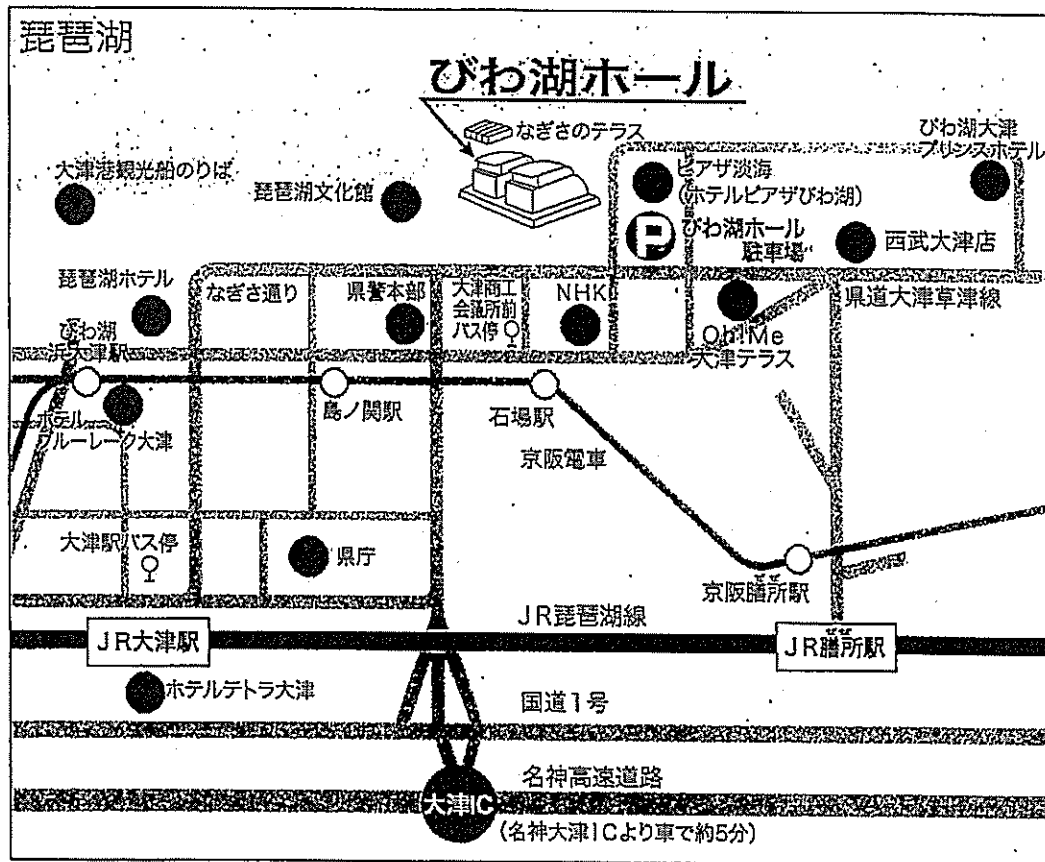 琵琶湖
びわ湖ホール
なぎさのテラス
びわ湖大津
プリンスホテル
大津港観光船のりば
琵琶湖文化館
ピアザ淡海
(ホテルピアザびわ湖)
P
びわ湖ホール
駐車場
西武大津店
琵琶湖ホテル
なぎさ通り
県警本部
大津商工
会議所前
バス停
NHK
県道大津草津線
Oh!Me
大津テラス
びわ湖
浜大津駅
島ノ関駅
石場駅
ホテル
ブルーレーク大津
京阪電車
大津駅バス停
県庁
京阪膳所駅
JR琵琶湖線
JR大津駅
JR膳所駅
ホテルテトラ大津
国道1号
名神高速道路
大津IC
(名神大津ICより車で約5分)